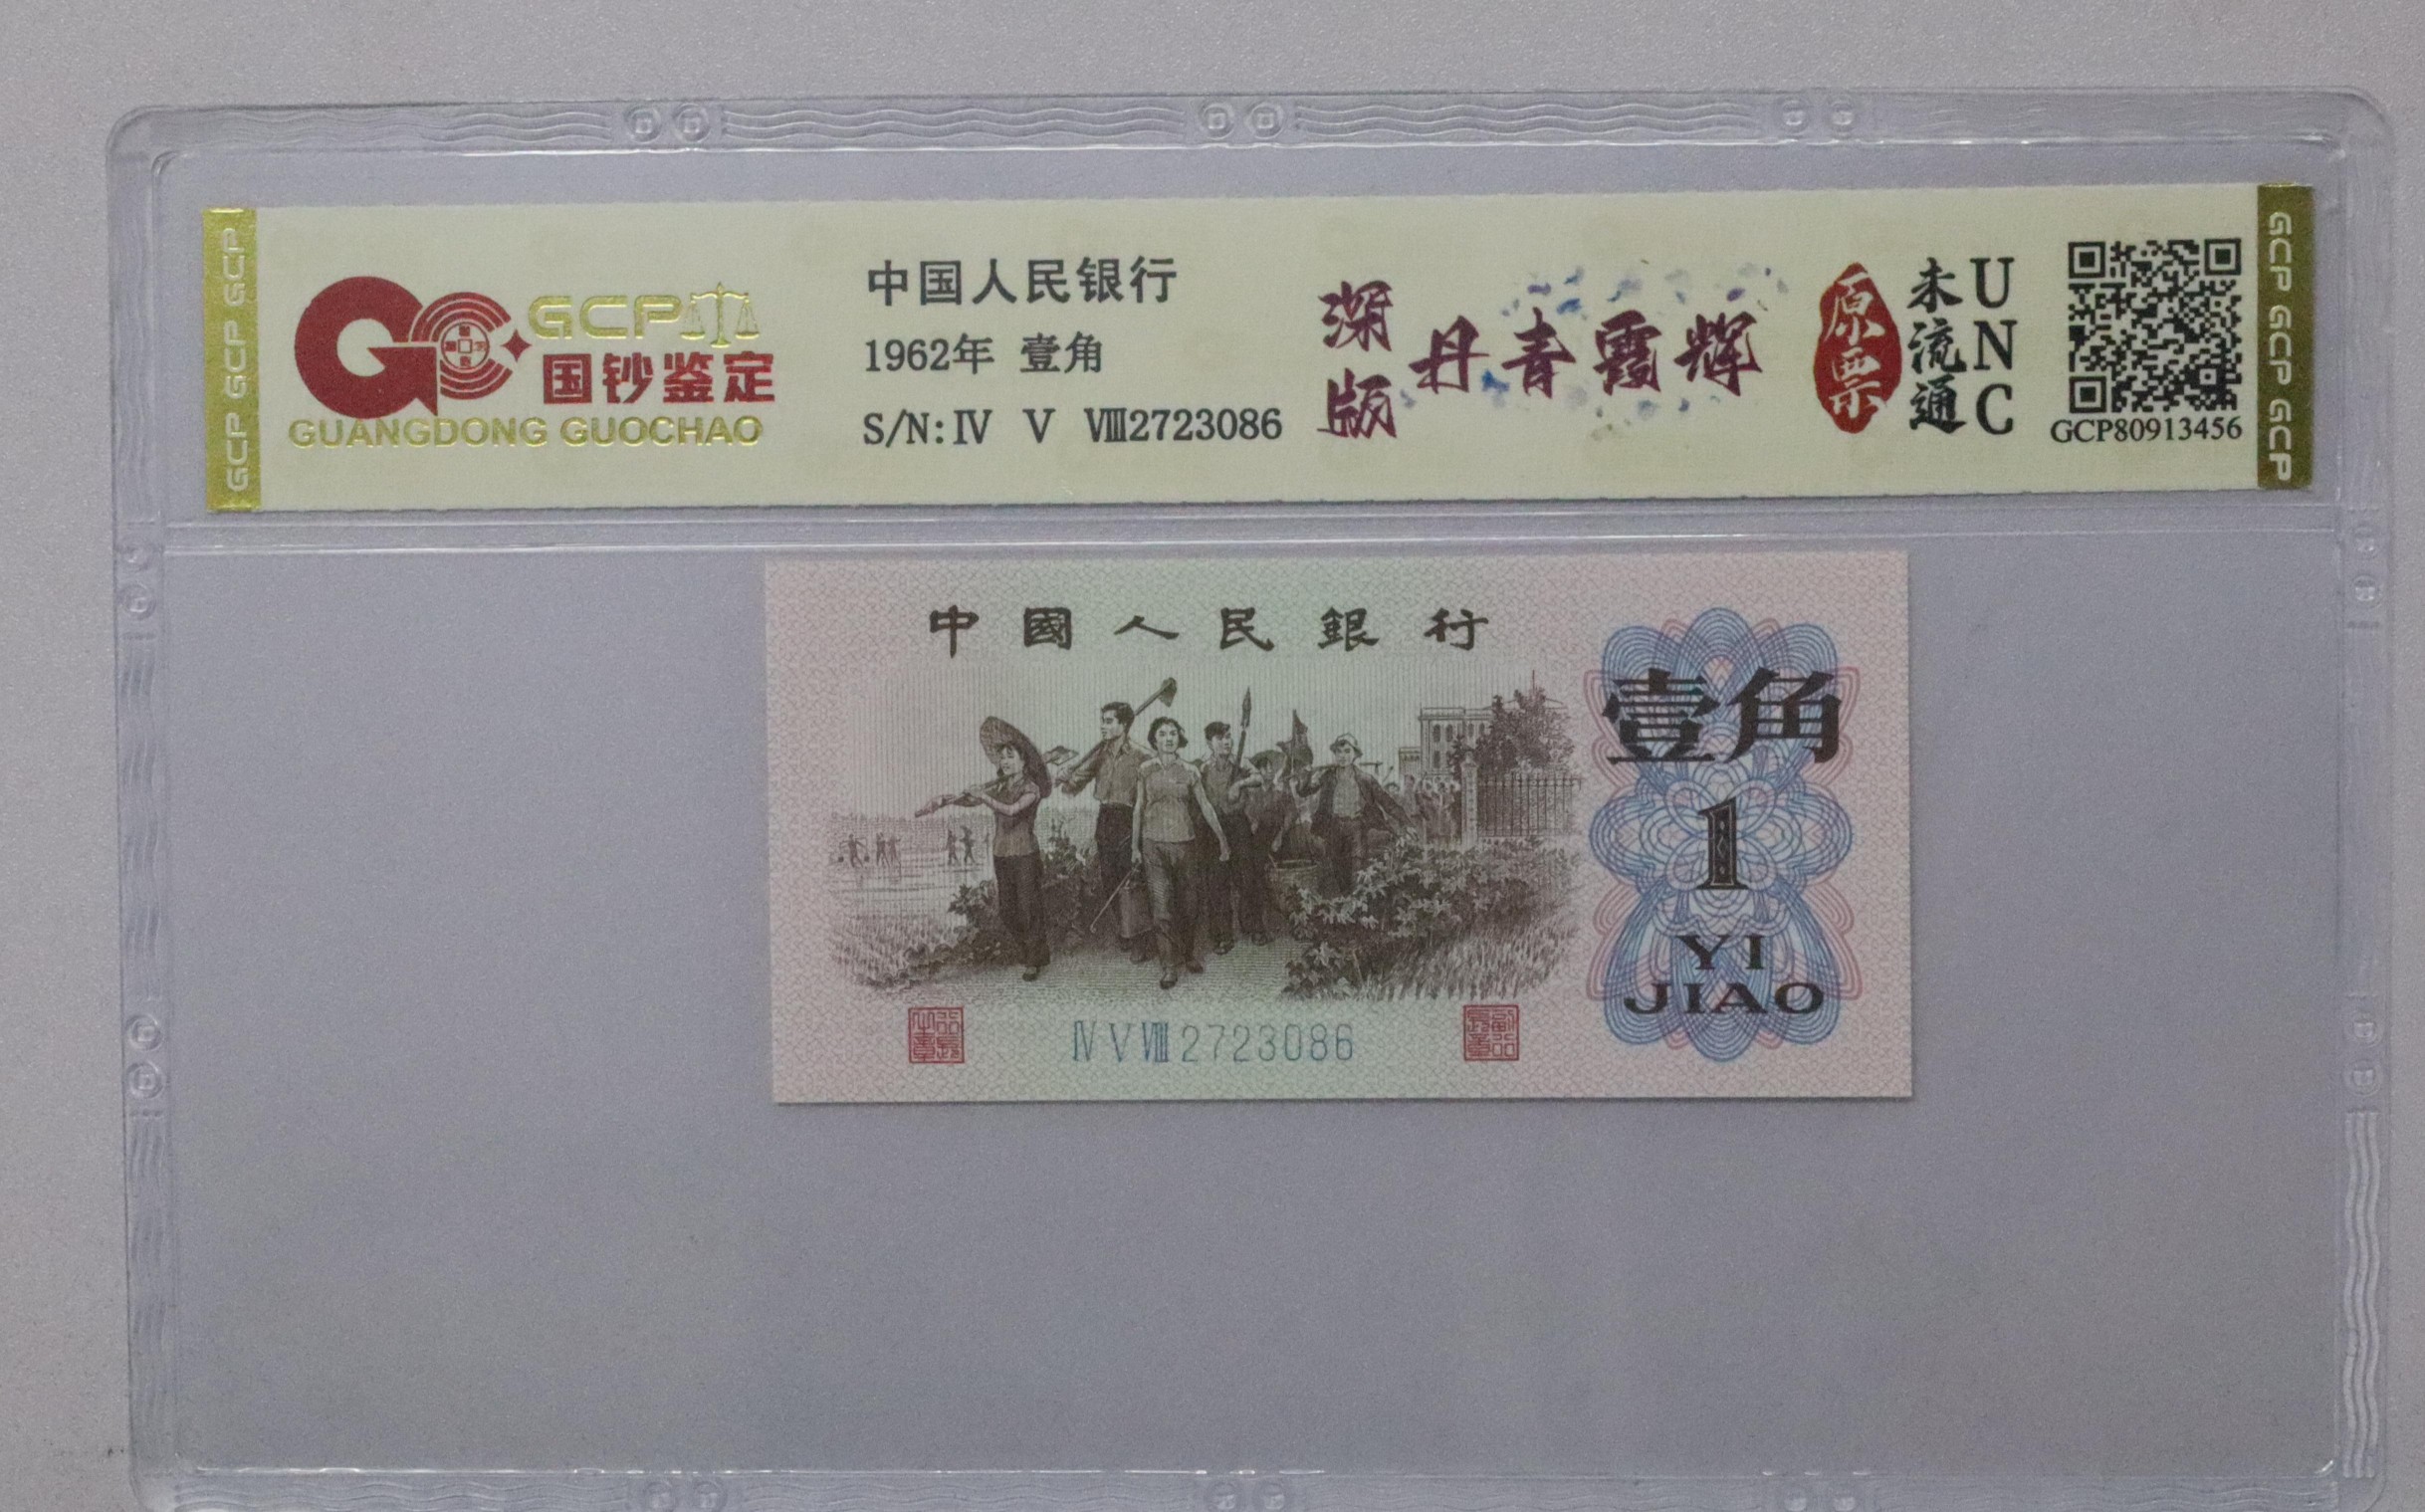 GCP GCP GCP
GCP
国钞鉴定
GUANGDONG GUOCHAO
中国人民银行
1962年 壹角
S/N: Ⅳ Ⅴ Ⅷ2723086
深版
丹青霞辉
原票
未流通
UNC
GCP80913456
GCP GCP GCP
中國人民銀行
壹角
1
YI
JIAO
ⅣⅤⅧ2723086